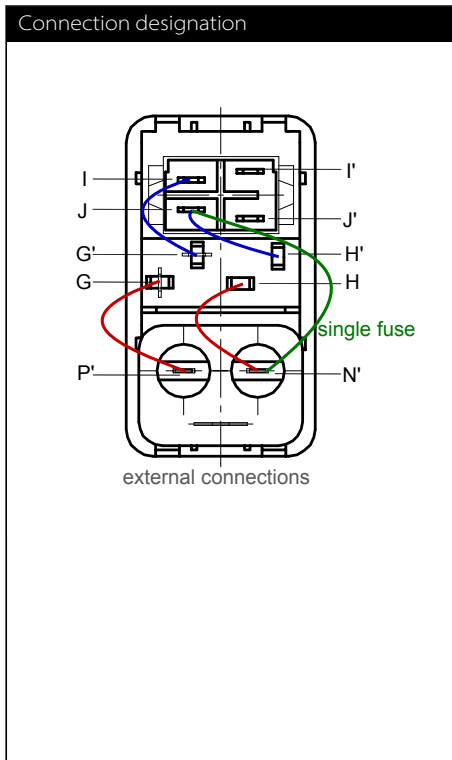 Connection designation
I I'
J J'
G' H'
G H
single fuse
P' N'
external connections